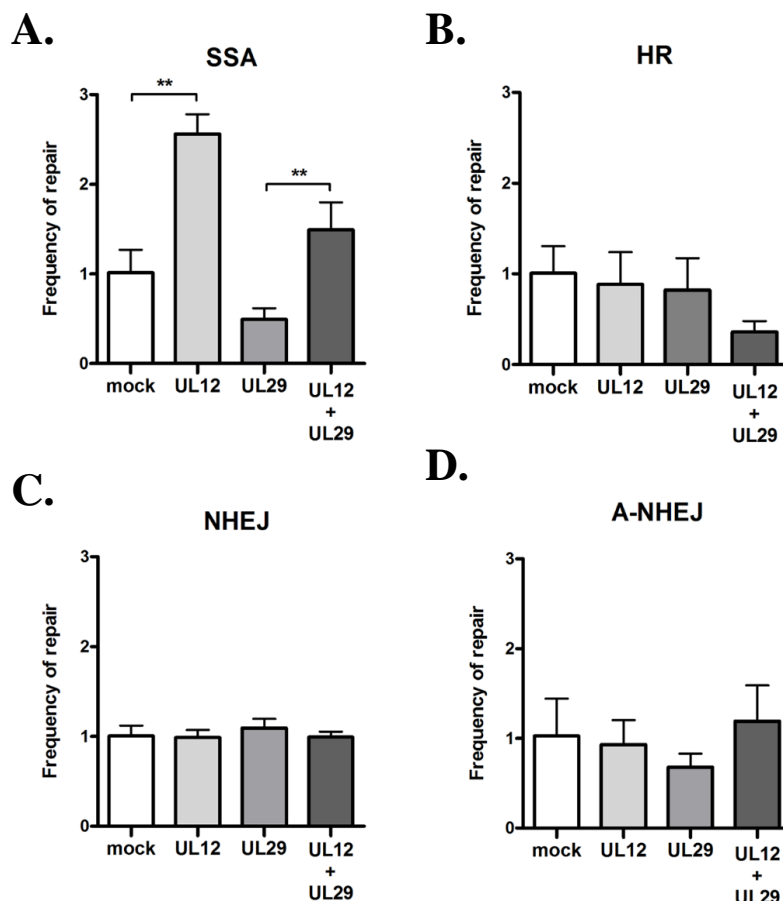 A.
SSA
Frequency of repair
3
2
1
0
**
**
mock
UL12
UL29
UL12
+
UL29
B.
HR
Frequency of repair
3
2
1
0
mock
UL12
UL29
UL12
+
UL29
C.
NHEJ
Frequency of repair
3
2
1
0
mock
UL12
UL29
UL12
+
UL29
D.
A-NHEJ
Frequency of repair
3
2
1
0
mock
UL12
UL29
UL12
+
UL29